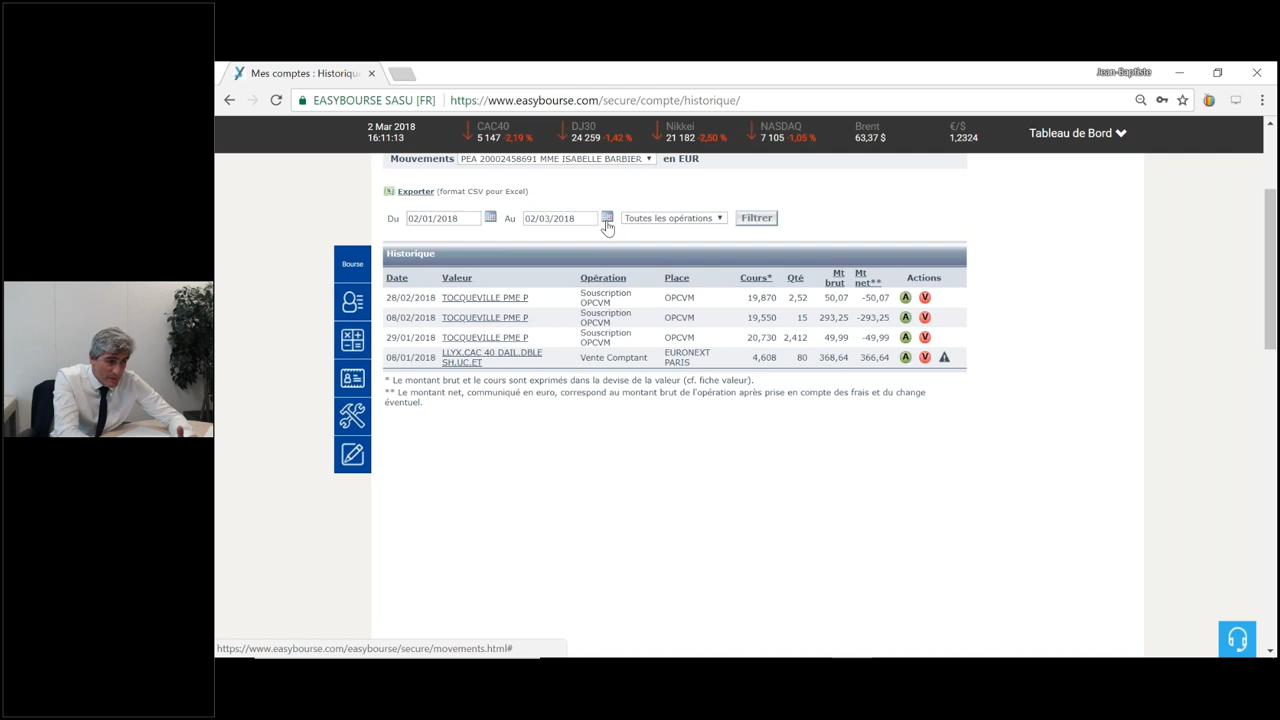 Mes comptes : Historiqu
Jean-Baptiste
EASYBOURSE SASU [FR]
https://www.easybourse.com/secure/compte/historique/
2 Mar 2018
16:11:13
CAC40
5 147 -2,19 %
DJ30
24 259 -1,42 %
Nikkei
21 182 -2,50 %
NASDAQ
7 105 -1,05 %
Brent
63,37 $
€/$
1,2324
Tableau de Bord
Mouvements PEA 20002458691 MME ISABELLE BARBIER en EUR
Exporter (format CSV pour Excel)
Du 02/01/2018 Au 02/03/2018 Toutes les opérations Filtrer
Bourse
Historique
Date Valeur Opération Place Cours* Qté Mt brut Mt net** Actions
28/02/2018 TOCQUEVILLE PME P Souscription OPCVM OPCVM 19,870 2,52 50,07 -50,07 A V
08/02/2018 TOCQUEVILLE PME P Souscription OPCVM OPCVM 19,550 15 293,25 -293,25 A V
29/01/2018 TOCQUEVILLE PME P Souscription OPCVM OPCVM 20,730 2,412 49,99 -49,99 A V
08/01/2018 LLYX.CAC 40 DAIL.DBLE SH.UC.ET Vente Comptant EURONEXT PARIS 4,608 80 368,64 366,64 A V
* Le montant brut et le cours sont exprimés dans la devise de la valeur (cf. fiche valeur).
** Le montant net, communiqué en euro, correspond au montant brut de l'opération après prise en compte des frais et du change
éventuel.
https://www.easybourse.com/easybourse/secure/movements.html#